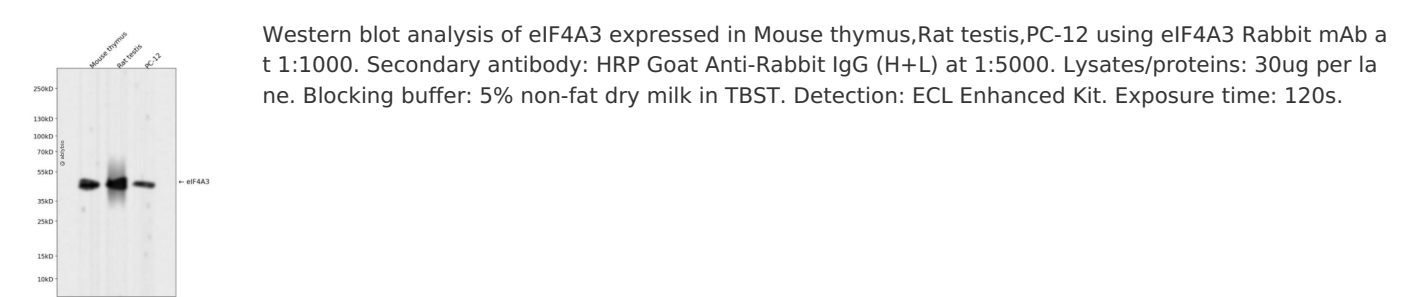 Western blot analysis of eIF4A3 expressed in Mouse thymus,Rat testis,PC-12 using eIF4A3 Rabbit mAb a
t 1:1000. Secondary antibody: HRP Goat Anti-Rabbit IgG (H+L) at 1:5000. Lysates/proteins: 30ug per la
ne. Blocking buffer: 5% non-fat dry milk in TBST. Detection: ECL Enhanced Kit. Exposure time: 120s.
Mouse thymus
Rat testis
PC-12
250kD
130kD
100kD
70kD
55kD
35kD
25kD
15kD
10kD
@ ablybio
← eIF4A3